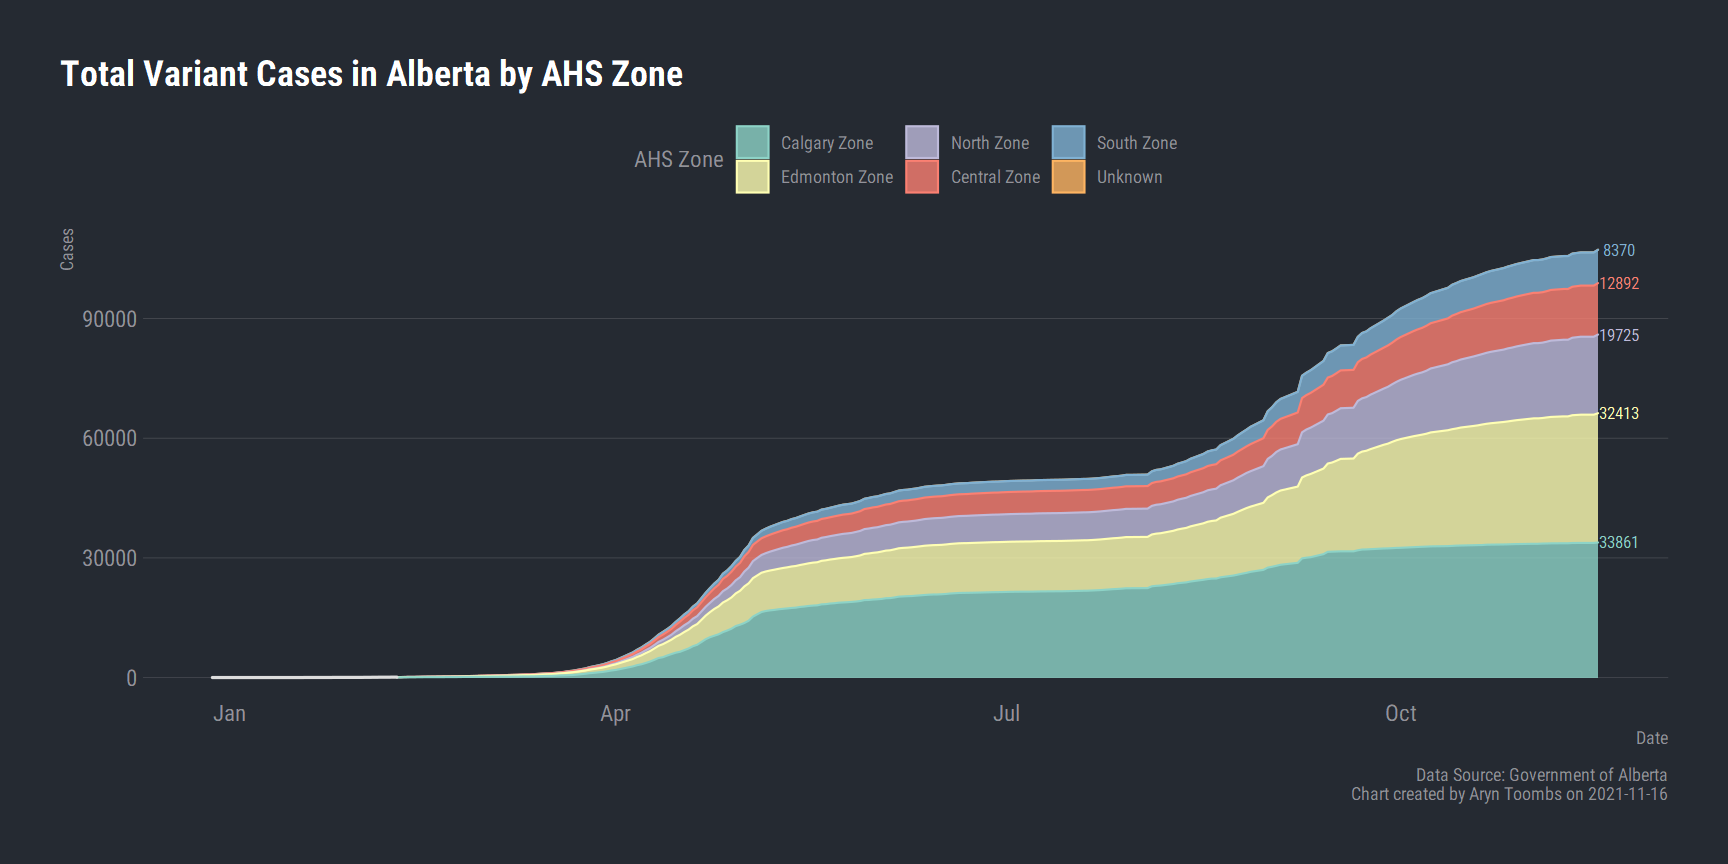 Total Variant Cases in Alberta by AHS Zone
AHS Zone
Calgary Zone
North Zone
South Zone
Edmonton Zone
Central Zone
Unknown
Cases
8370
12892
90000
19725
32413
60000
33861
30000
0
Jan
Apr
Jul
Oct
Date
Data Source: Government of Alberta
Chart created by Aryn Toombs on 2021-11-16